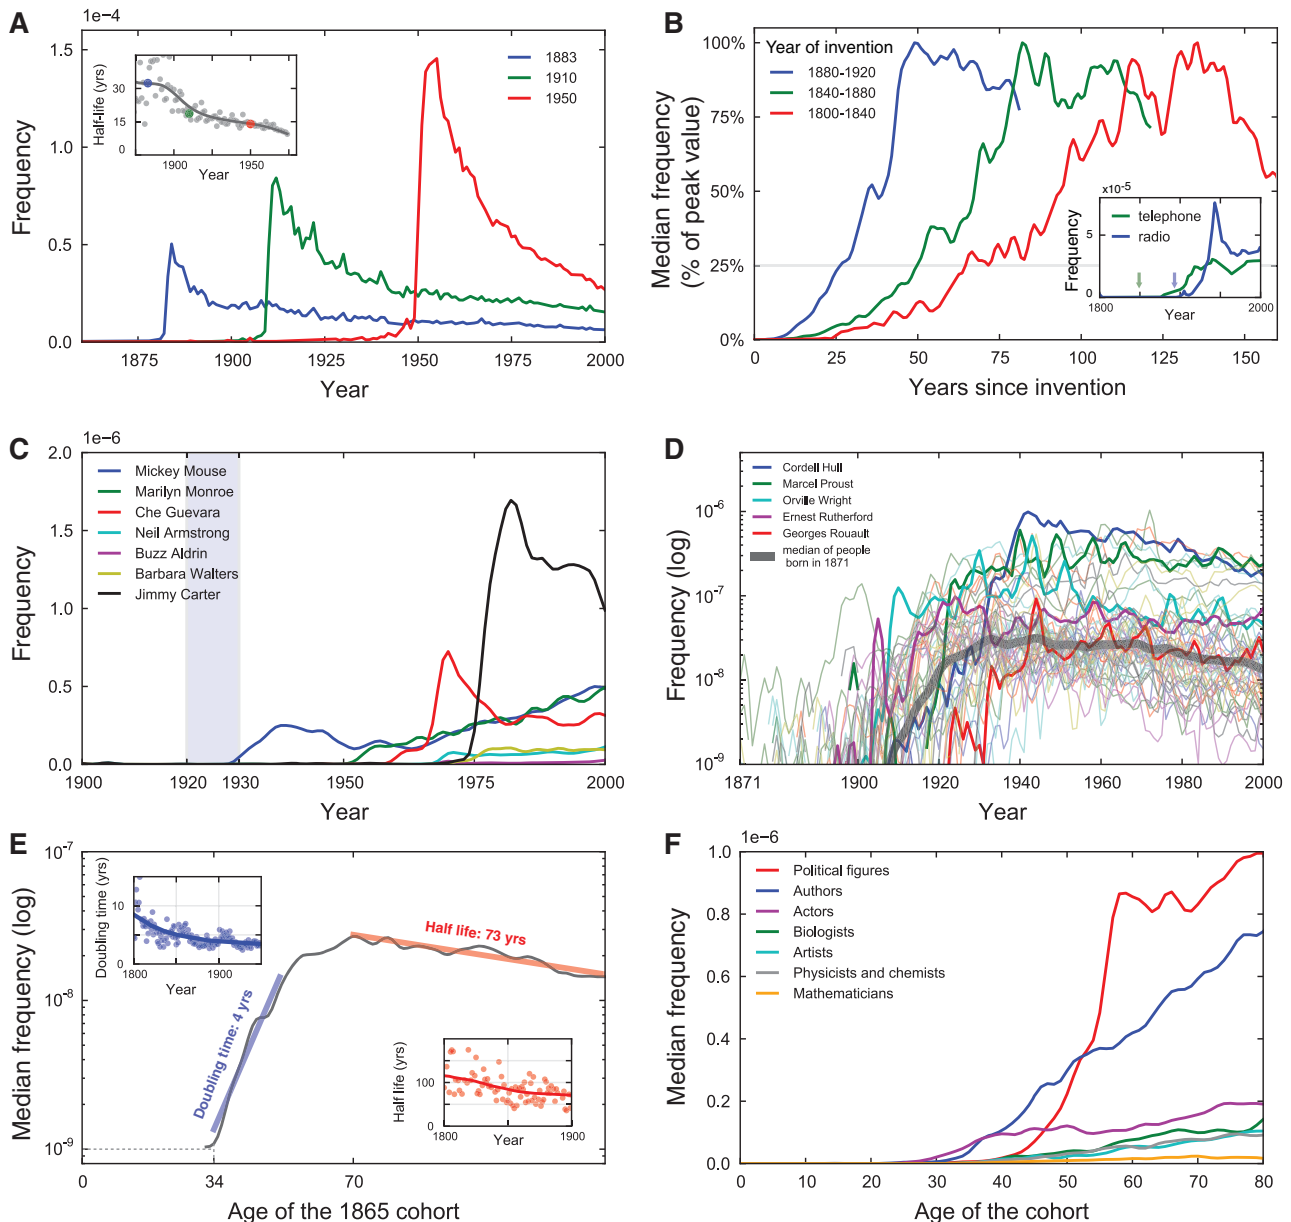 A
1e−4
Frequency
1.5
1.0
0.5
0.0
1875
1900
1925
1950
1975
2000
Year
1883
1910
1950
Half-life (yrs)
30
15
0
1900
1950
Year
B
Median frequency
(% of peak value)
100%
75%
50%
25%
0%
0
25
50
75
100
125
150
Years since invention
Year of invention
1880-1920
1840-1880
1800-1840
x10-5
Frequency
5
telephone
radio
1800
Year
2000
C
1e−6
Frequency
2.0
1.5
1.0
0.5
0.0
1900
1920
1930
1950
1975
2000
Year
Mickey Mouse
Marilyn Monroe
Che Guevara
Neil Armstrong
Buzz Aldrin
Barbara Walters
Jimmy Carter
D
Frequency (log)
10−6
10−7
10−8
10−9
1871
1900
1920
1940
1960
1980
2000
Year
Cordell Hull
Marcel Proust
Orville Wright
Ernest Rutherford
Georges Rouault
median of people
born in 1871
E
Median frequency (log)
10−7
10−8
10−9
0
34
70
Age of the 1865 cohort
Doubling time (yrs)
10
0
1800
1900
Year
Doubling time: 4 yrs
Half life: 73 yrs
Half life (yrs)
100
0
1800
Year
1900
F
1e−6
Median frequency
1.0
0.8
0.6
0.4
0.2
0.0
0
10
20
30
40
50
60
70
80
Age of the cohort
Political figures
Authors
Actors
Biologists
Artists
Physicists and chemists
Mathematicians